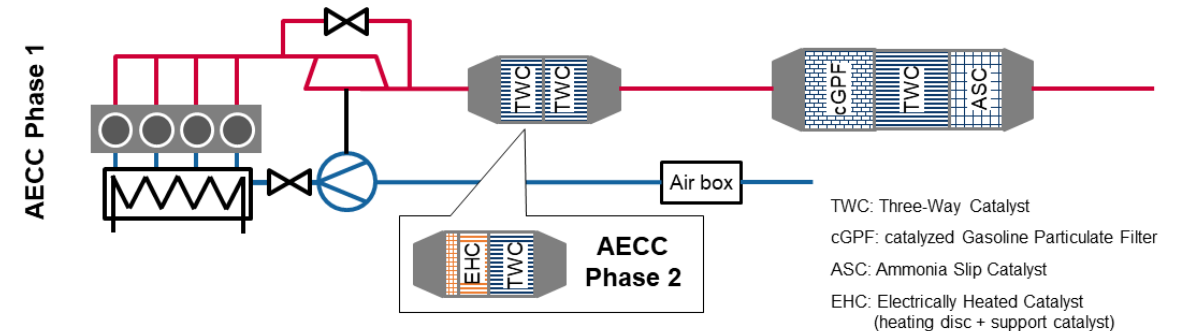 AECC Phase 1
TWC
TWC
cGPF
TWC
ASC
Air box
EHC
TWC
AECC
Phase 2
TWC: Three-Way Catalyst
cGPF: catalyzed Gasoline Particulate Filter
ASC: Ammonia Slip Catalyst
EHC: Electrically Heated Catalyst
(heating disc + support catalyst)